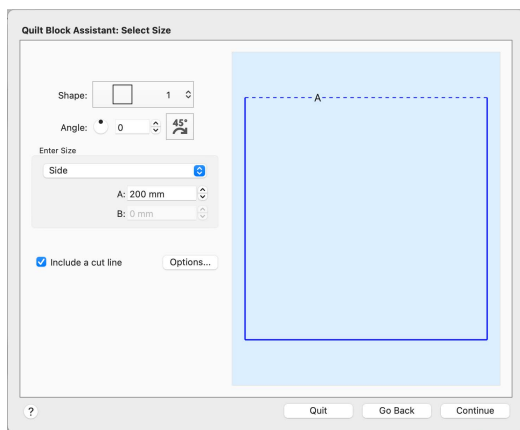 Quilt Block Assistant: Select Size
Shape: 1
Angle: 0 45°
Enter Size
Side
A: 200 mm
B: 0 mm
Include a cut line Options...
A
? Quit Go Back Continue